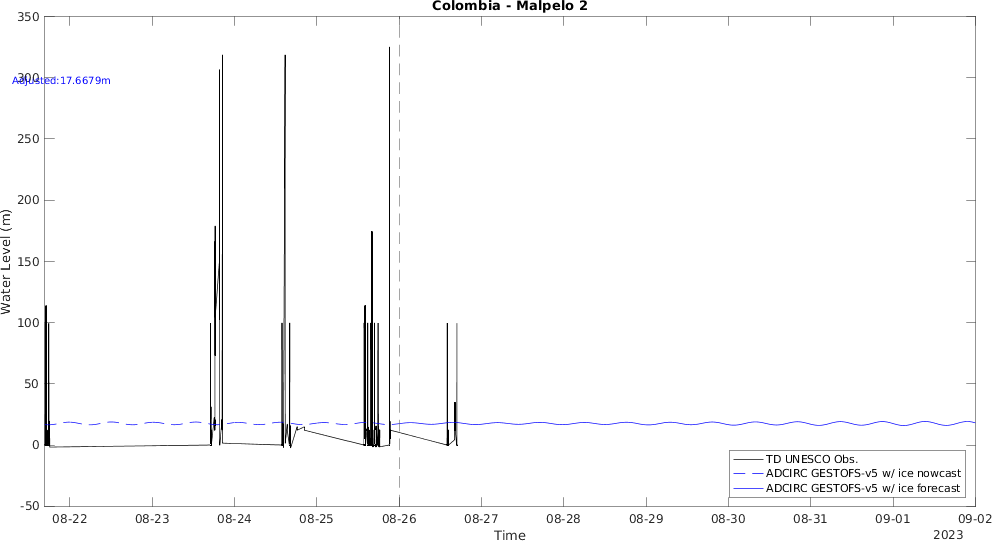 Colombia - Malpelo 2
350
300
250
200
150
100
50
0
-50
Adjusted:17.6679m
Water Level (m)
TD UNESCO Obs.
ADCIRC GESTOFS-v5 w/ ice nowcast
ADCIRC GESTOFS-v5 w/ ice forecast
08-22 08-23 08-24 08-25 08-26 08-27 08-28 08-29 08-30 08-31 09-01 09-02
Time
2023